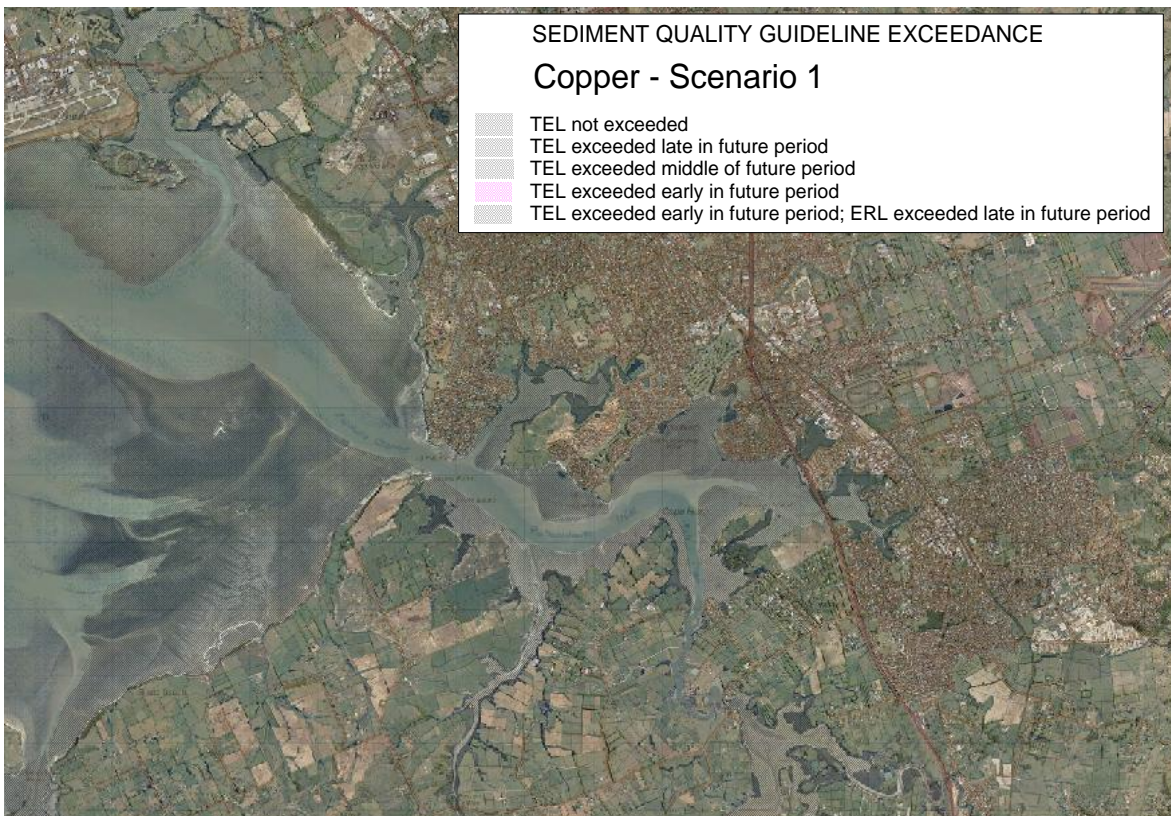 SEDIMENT QUALITY GUIDELINE EXCEEDANCE
Copper - Scenario 1
TEL not exceeded
TEL exceeded late in future period
TEL exceeded middle of future period
TEL exceeded early in future period
TEL exceeded early in future period; ERL exceeded late in future period